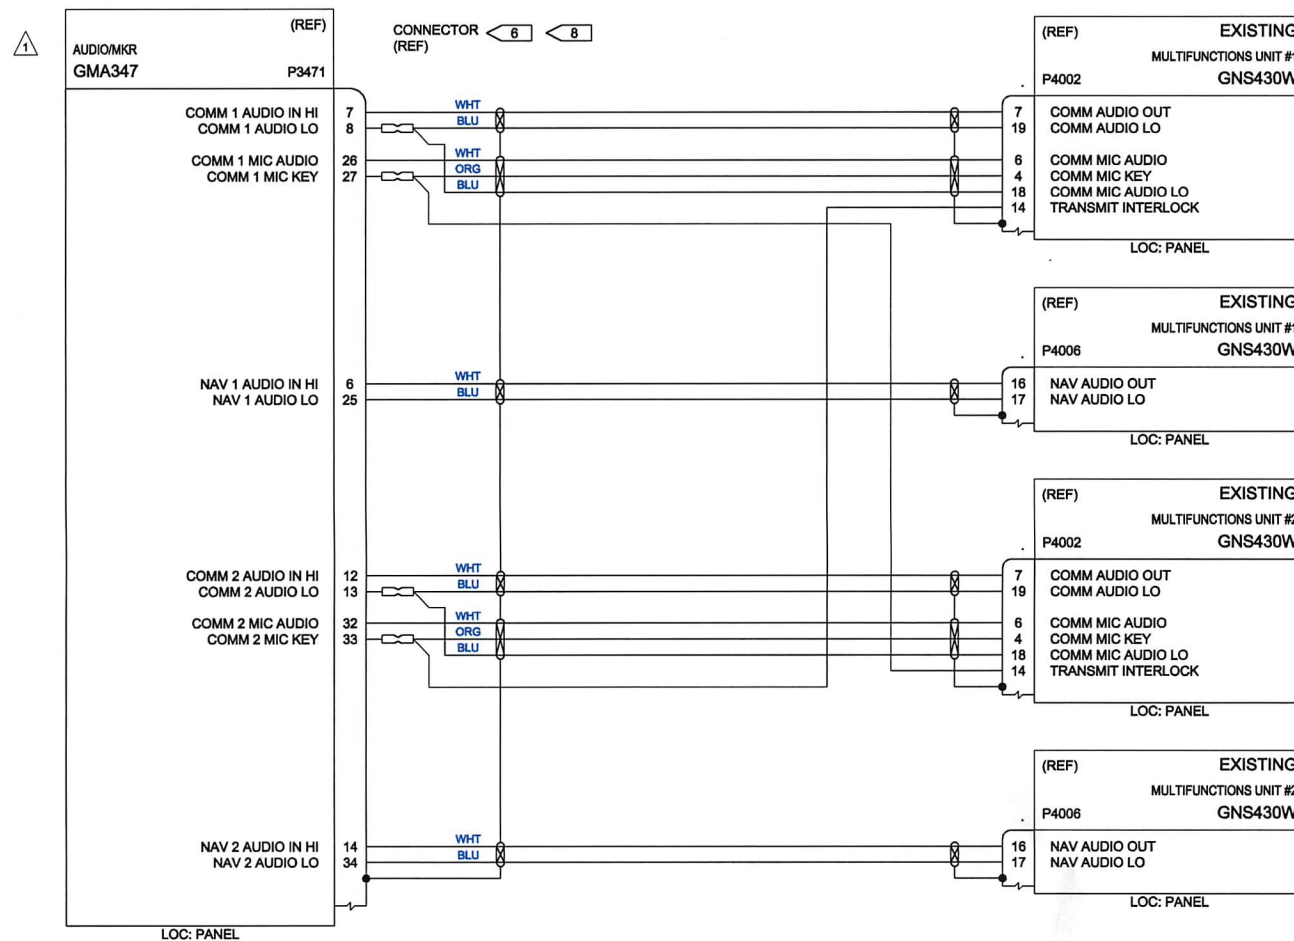 1
(REF)
AUDIO/MKR
GMA347 P3471
CONNECTOR 6 8
(REF)
COMM 1 AUDIO IN HI 7 WHT
COMM 1 AUDIO LO 8 BLU
COMM 1 MIC AUDIO 26 WHT
COMM 1 MIC KEY 27 ORG
BLU
NAV 1 AUDIO IN HI 6 WHT
NAV 1 AUDIO LO 25 BLU
COMM 2 AUDIO IN HI 12 WHT
COMM 2 AUDIO LO 13 BLU
COMM 2 MIC AUDIO 32 WHT
COMM 2 MIC KEY 33 ORG
BLU
NAV 2 AUDIO IN HI 14 WHT
NAV 2 AUDIO LO 34 BLU
LOC: PANEL
(REF) EXISTING
MULTIFUNCTIONS UNIT #1
P4002 GNS430W
7 COMM AUDIO OUT
19 COMM AUDIO LO
6 COMM MIC AUDIO
4 COMM MIC KEY
18 COMM MIC AUDIO LO
14 TRANSMIT INTERLOCK
LOC: PANEL
(REF) EXISTING
MULTIFUNCTIONS UNIT #1
P4006 GNS430W
16 NAV AUDIO OUT
17 NAV AUDIO LO
LOC: PANEL
(REF) EXISTING
MULTIFUNCTIONS UNIT #2
P4002 GNS430W
7 COMM AUDIO OUT
19 COMM AUDIO LO
6 COMM MIC AUDIO
4 COMM MIC KEY
18 COMM MIC AUDIO LO
14 TRANSMIT INTERLOCK
LOC: PANEL
(REF) EXISTING
MULTIFUNCTIONS UNIT #2
P4006 GNS430W
16 NAV AUDIO OUT
17 NAV AUDIO LO
LOC: PANEL